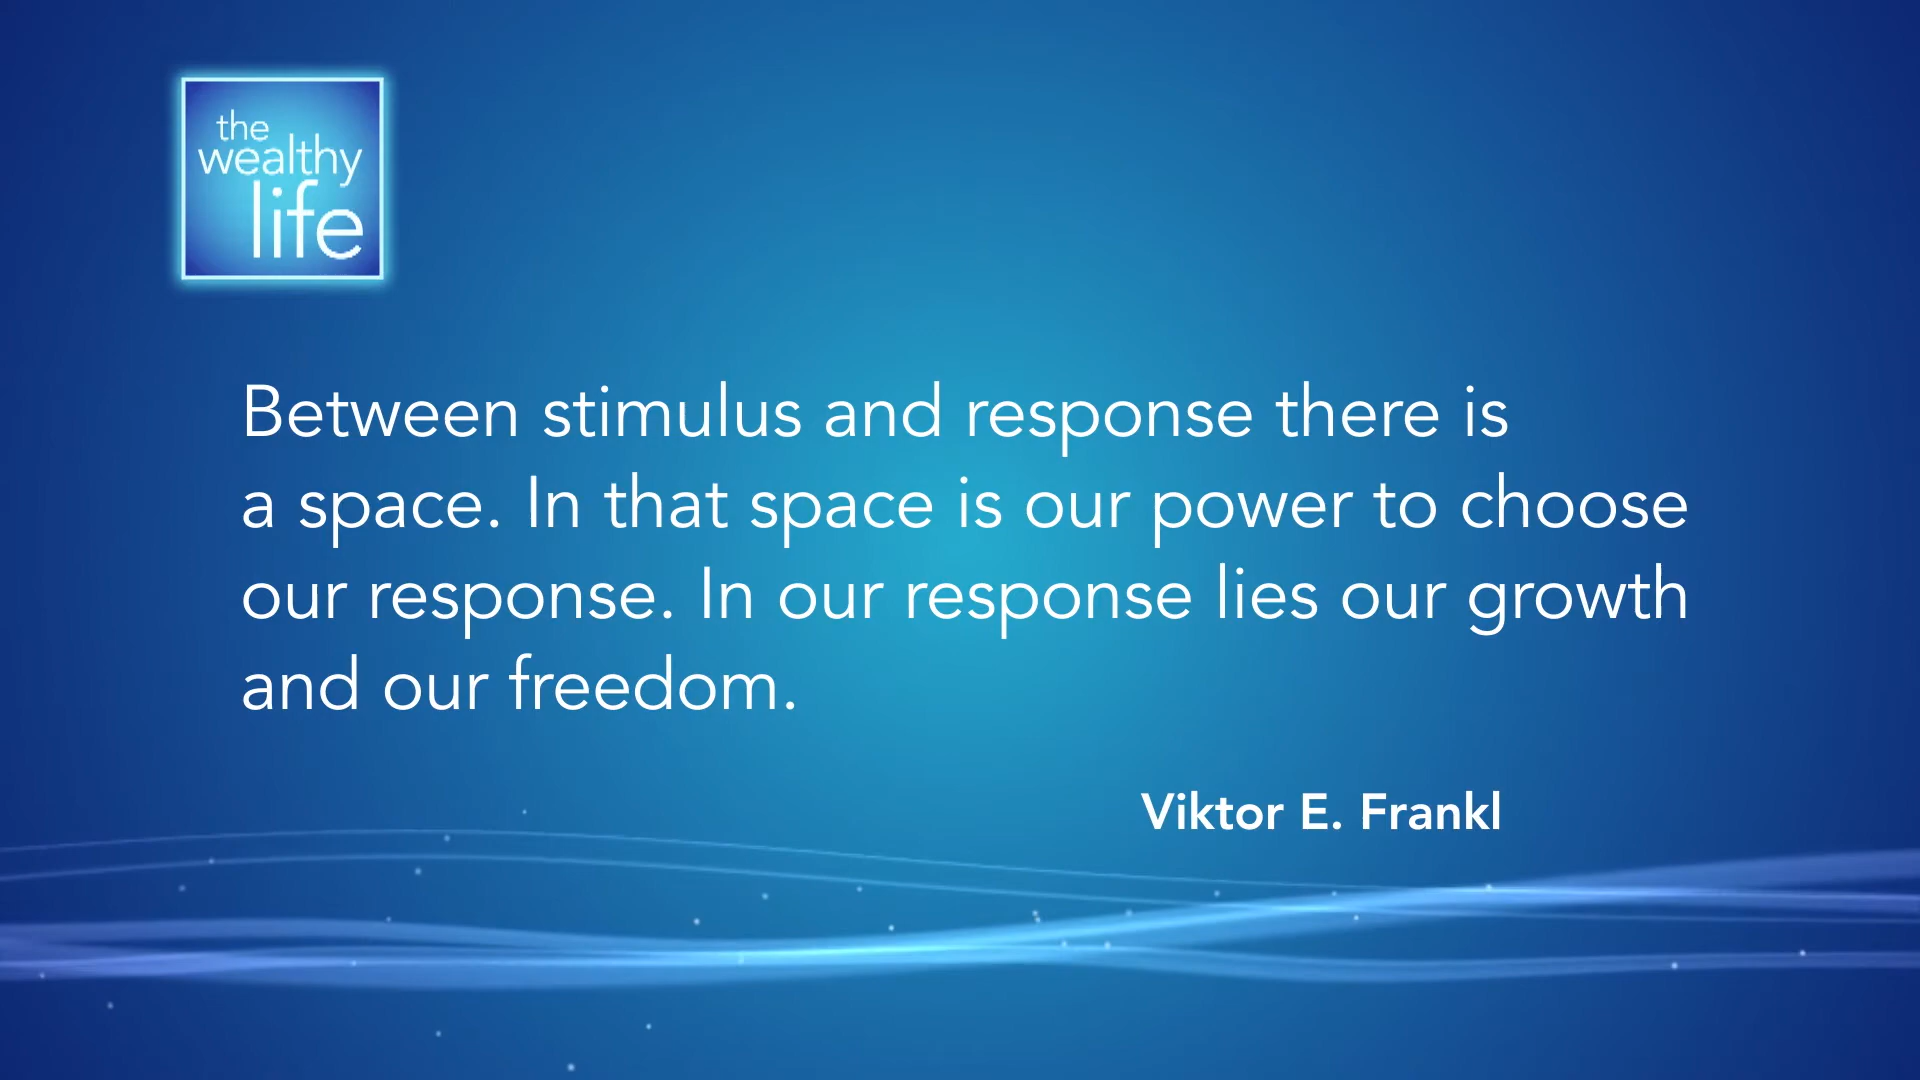 the
wealthy
life
Between stimulus and response there is
a space. In that space is our power to choose
our response. In our response lies our growth
and our freedom.
Viktor E. Frankl